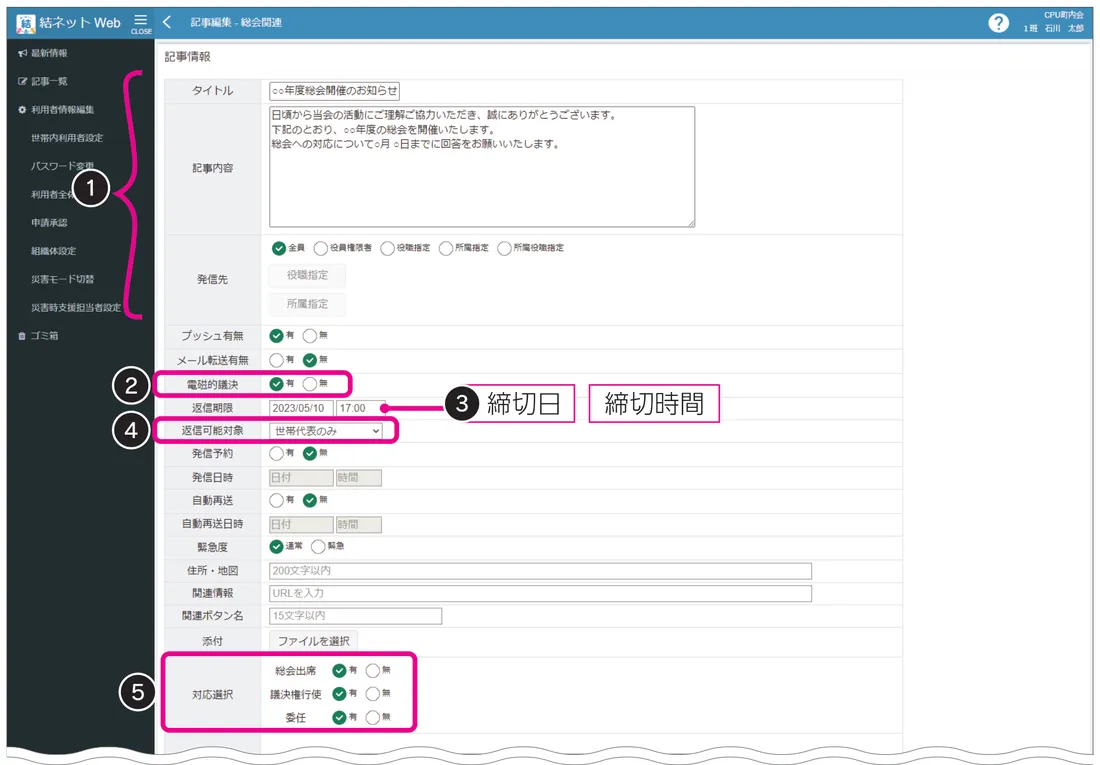 結 結ネット Web CLOSE 記事編集 - 総会関連 ? CPU町内会
1班 石川 太郎
最新情報
記事一覧
利用者情報編集
世帯内利用者設定
パスワード変更
利用者全体
申請承認
組織体設定
災害モード切替
災害時支援担当者設定
ゴミ箱
1
記事情報
タイトル ○○年度総会開催のお知らせ
記事内容 日頃から当会の活動にご理解ご協力いただき、誠にありがとうございます。
下記のとおり、○○年度の総会を開催いたします。
総会への対応について○月 ○日までに回答をお願いいたします。
発信先 全員 役員権限者 役職指定 所属指定 所属役職指定
役職指定
所属指定
プッシュ有無 有 無
メール転送有無 有 無
2 電磁的議決 有 無
返信期限 2023/05/10 17:00 3 締切日 締切時間
4 返信可能対象 世帯代表のみ
発信予約 有 無
発信日時 日付 時間
自動再送 有 無
自動再送日時 日付 時間
緊急度 通常 緊急
住所・地図 200文字以内
関連情報 URLを入力
関連ボタン名 15文字以内
添付 ファイルを選択
5 対応選択 総会出席 有 無
議決権行使 有 無
委任 有 無